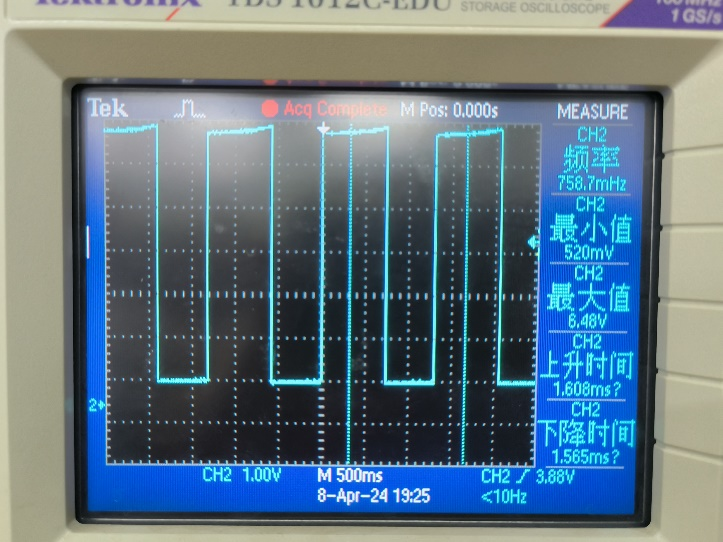 Tektronix TDS 1012C-EDU STORAGE OSCILLOSCOPE 100 MHz
1 GS/s
Tek Acq Complete M Pos: 0.000s MEASURE
CH2
频率
758.7mHz
CH2
最小值
520mV
CH2
最大值
6.48V
CH2
上升时间
1.608ms?
CH2
下降时间
1.565ms?
2
CH2 1.00V M 500ms CH2 3.88V
8-Apr-24 19:25 <10Hz